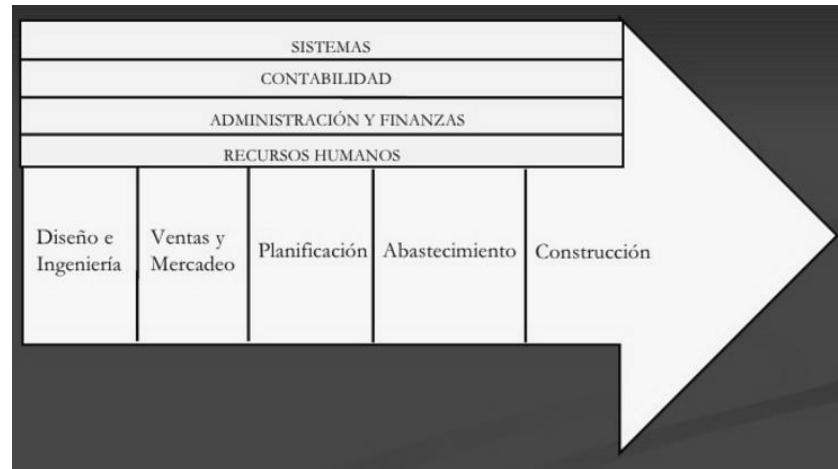 SISTEMAS
CONTABILIDAD
ADMINISTRACIÓN Y FINANZAS
RECURSOS HUMANOS
Diseño e
Ingeniería
Ventas y
Mercadeo
Planificación
Abastecimiento
Construcción